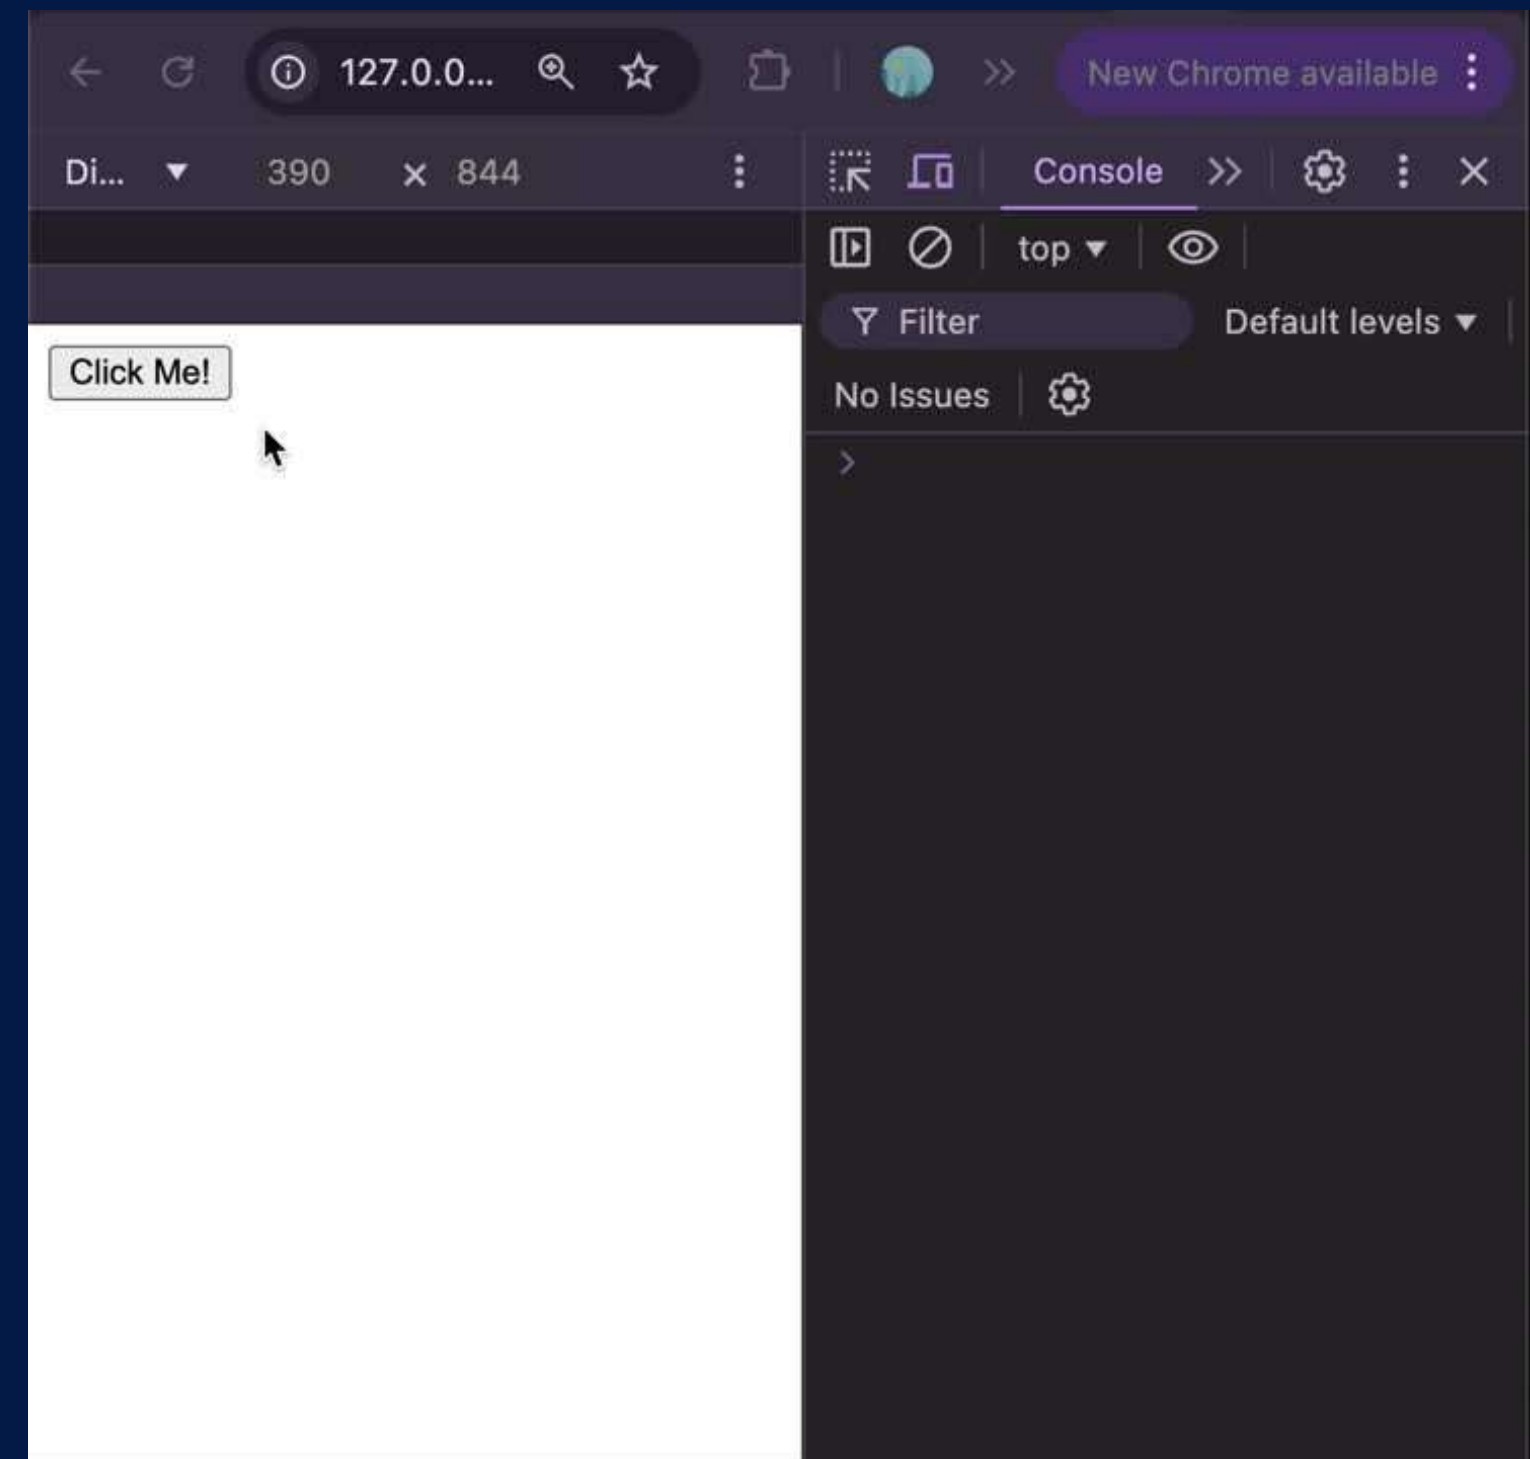 127.0.0... New Chrome available
Di... 390 × 844
Console
top
Filter Default levels
No Issues
Click Me!